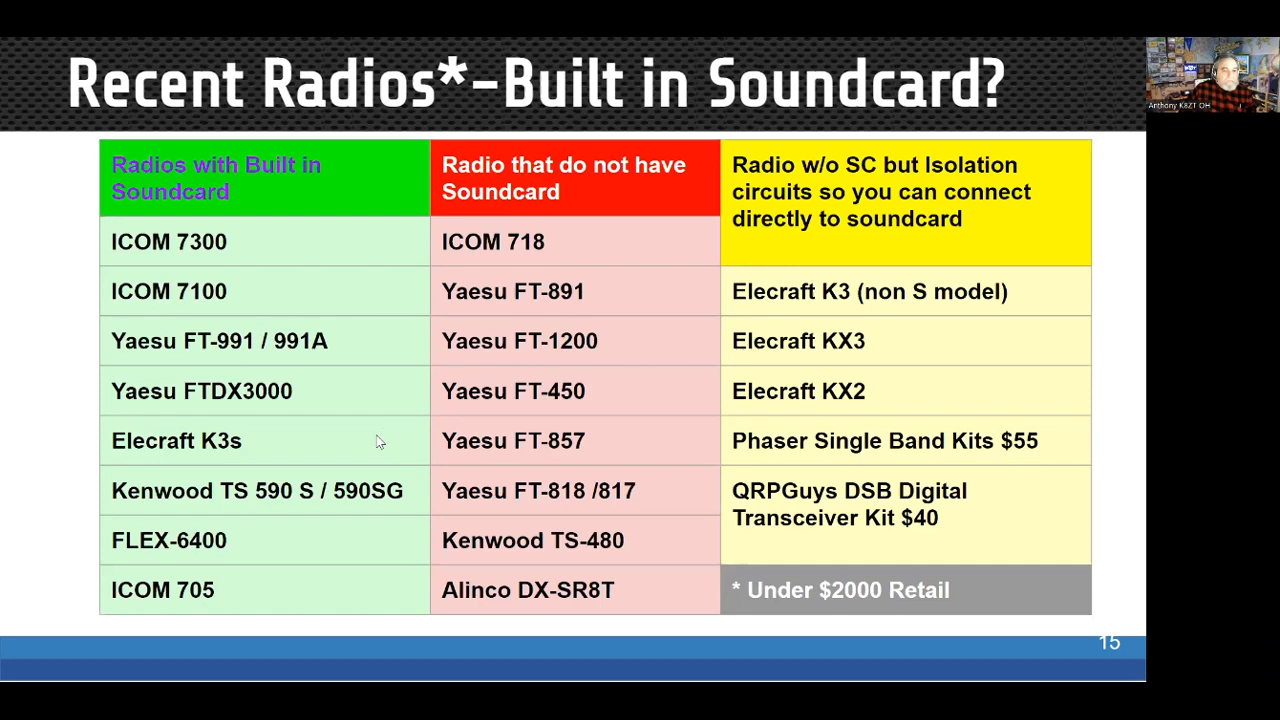 Recent Radios*-Built in Soundcard?
Anthony K8ZT OH
Radios with Built in
Soundcard
Radio that do not have
Soundcard
Radio w/o SC but Isolation
circuits so you can connect
directly to soundcard
ICOM 7300
ICOM 718
ICOM 7100
Yaesu FT-891
Elecraft K3 (non S model)
Yaesu FT-991 / 991A
Yaesu FT-1200
Elecraft KX3
Yaesu FTDX3000
Yaesu FT-450
Elecraft KX2
Elecraft K3s
Yaesu FT-857
Phaser Single Band Kits $55
Kenwood TS 590 S / 590SG
Yaesu FT-818 /817
QRPGuys DSB Digital
Transceiver Kit $40
FLEX-6400
Kenwood TS-480
ICOM 705
Alinco DX-SR8T
* Under $2000 Retail
15